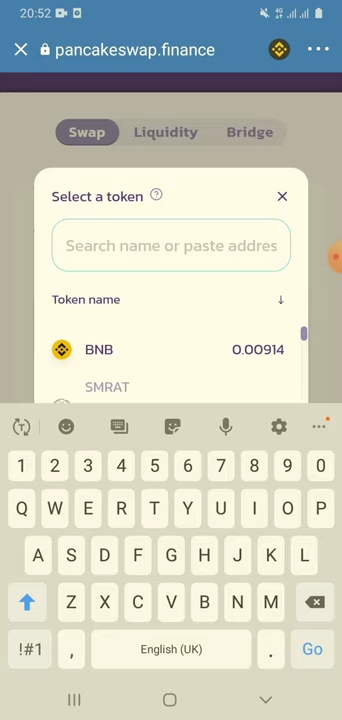 20:52
4G
pancakeswap.finance
Swap
Liquidity
Bridge
Select a token
Search name or paste addres
Token name
BNB
0.00914
SMRAT
1 2 3 4 5 6 7 8 9 0
Q W E R T Y U I O P
A S D F G H J K L
Z X C V B N M
!#1 , English (UK) . Go